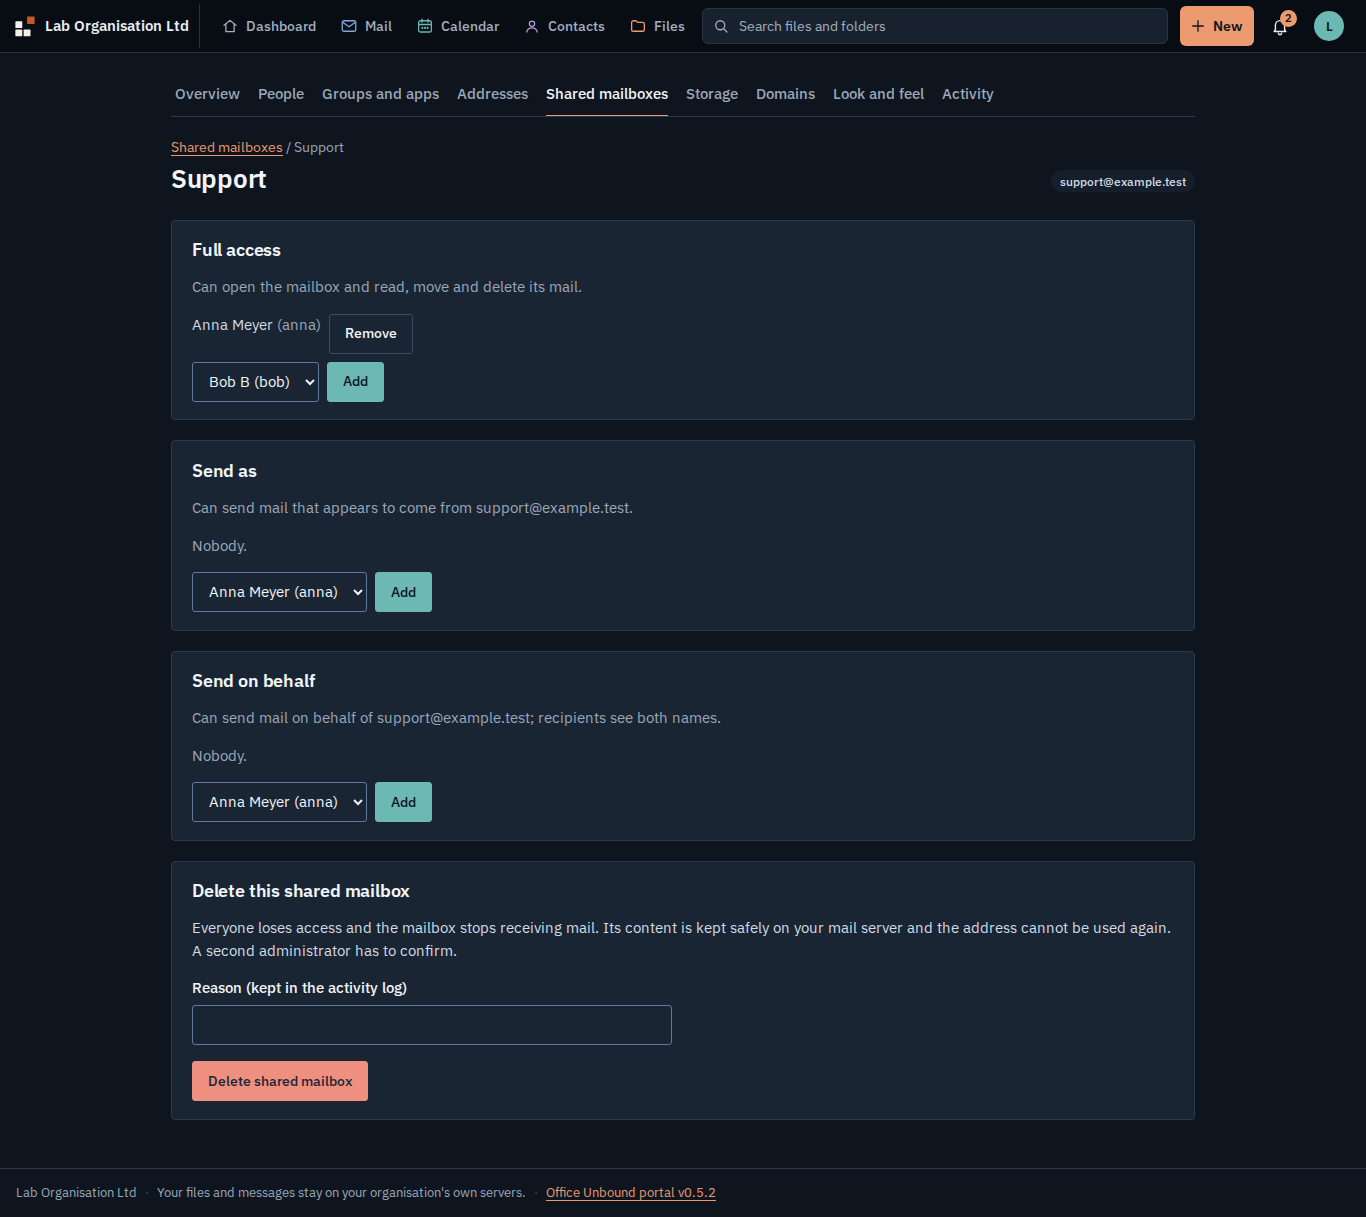 Lab Organisation Ltd
Dashboard
Mail
Calendar
Contacts
Files
Search files and folders
New
2
L
Overview
People
Groups and apps
Addresses
Shared mailboxes
Storage
Domains
Look and feel
Activity
Shared mailboxes / Support
Support
support@example.test
Full access
Can open the mailbox and read, move and delete its mail.
Anna Meyer (anna)
Remove
Bob B (bob)
Add
Send as
Can send mail that appears to come from support@example.test.
Nobody.
Anna Meyer (anna)
Add
Send on behalf
Can send mail on behalf of support@example.test; recipients see both names.
Nobody.
Anna Meyer (anna)
Add
Delete this shared mailbox
Everyone loses access and the mailbox stops receiving mail. Its content is kept safely on your mail server and the address cannot be used again.
A second administrator has to confirm.
Reason (kept in the activity log)
Delete shared mailbox
Lab Organisation Ltd · Your files and messages stay on your organisation's own servers. · Office Unbound portal v0.5.2